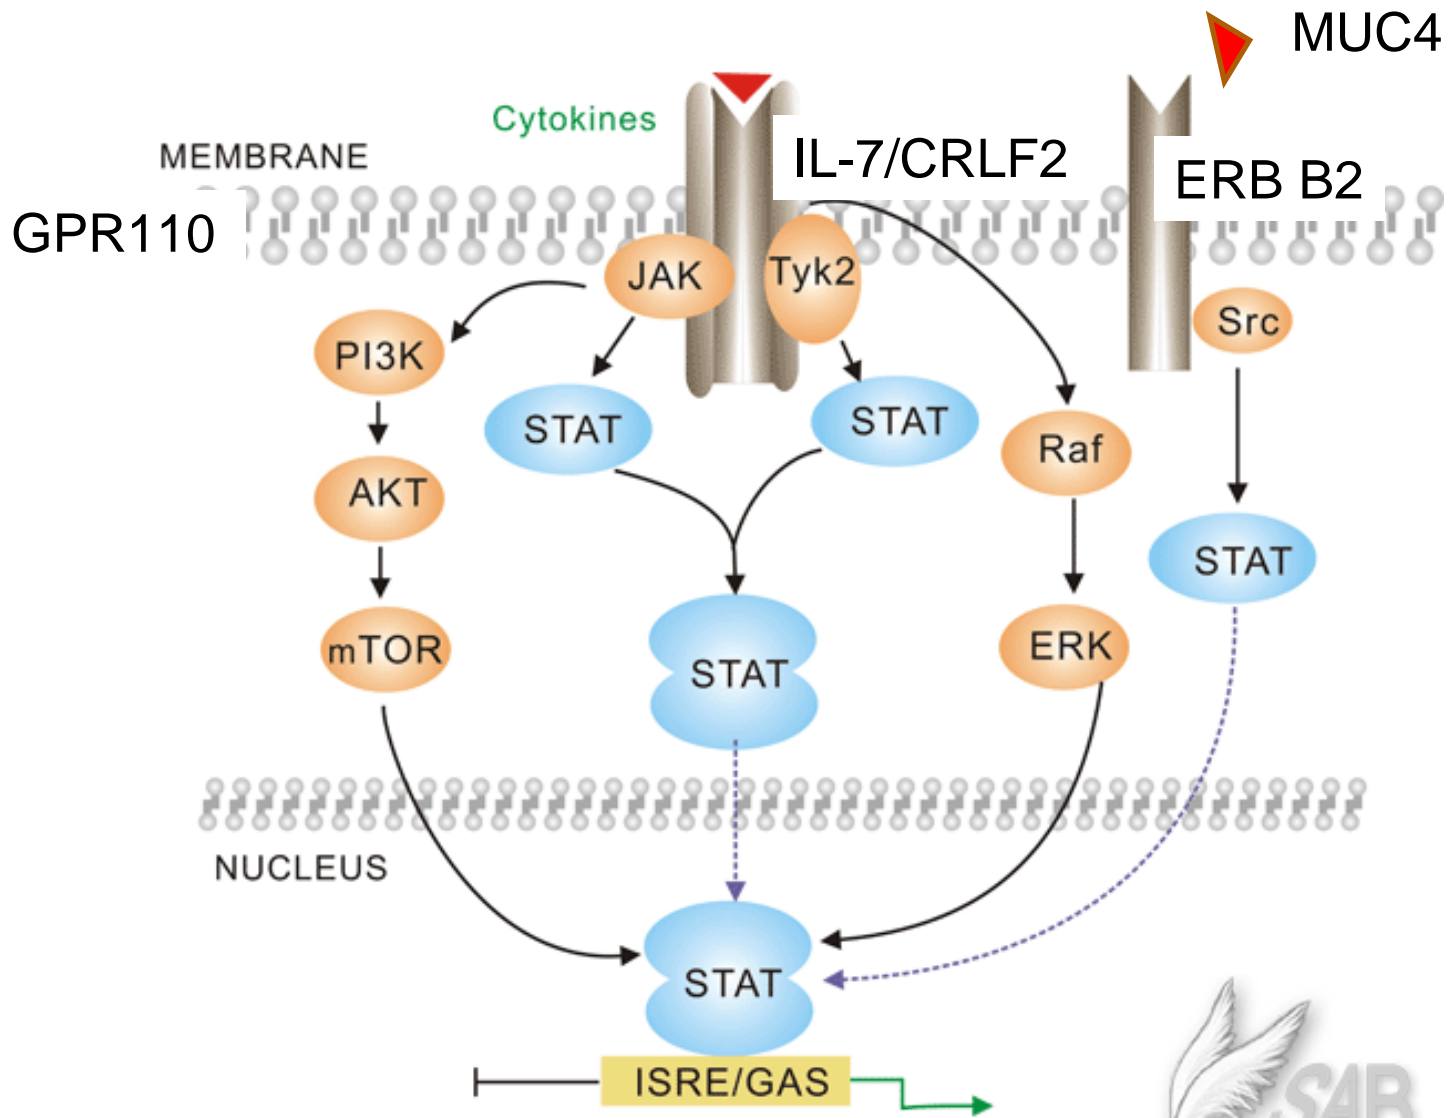 MUC4
Cytokines
MEMBRANE
IL-7/CRLF2
ERB B2
GPR110
JAK
Tyk2
Src
PI3K
STAT
STAT
Raf
AKT
STAT
mTOR
STAT
ERK
NUCLEUS
STAT
ISRE/GAS
SAB